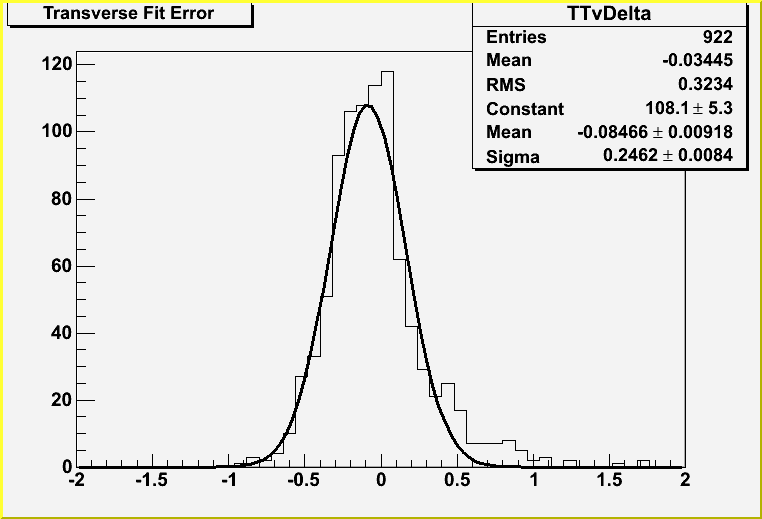 Transverse Fit Error
TTvDelta
Entries 922
Mean -0.03445
RMS 0.3234
Constant 108.1 ± 5.3
Mean -0.08466 ± 0.00918
Sigma 0.2462 ± 0.0084
120
100
80
60
40
20
0
-2 -1.5 -1 -0.5 0 0.5 1 1.5 2